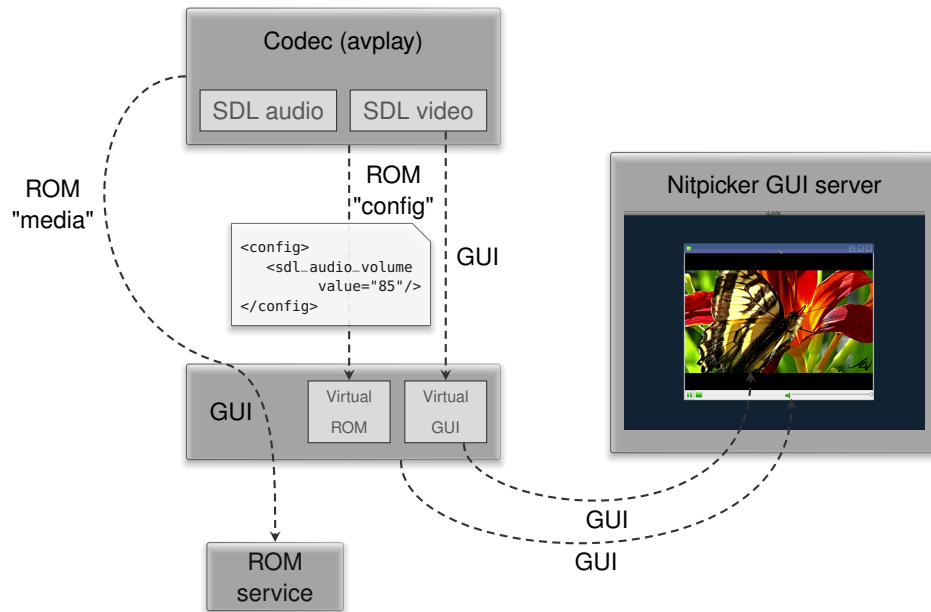 Codec (avplay)
SDL audio
SDL video
ROM
"media"
ROM
"config"
<config>
<sdl_audio_volume
value="85"/>
</config>
GUI
Nitpicker GUI server
GUI
Virtual
ROM
Virtual
GUI
GUI
GUI
ROM
service